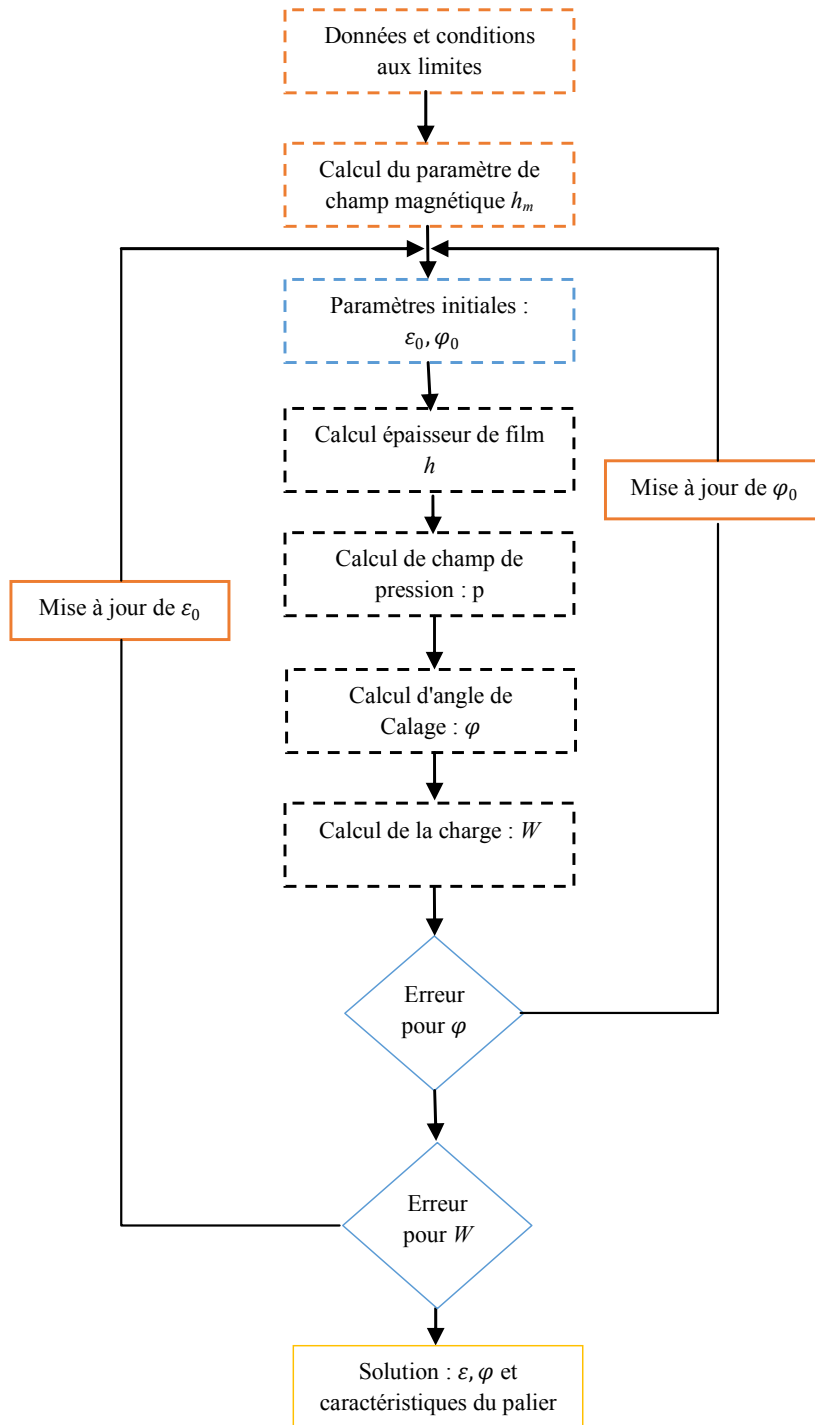 Données et conditions
aux limites
Calcul du paramètre de
champ magnétique hₘ
Paramètres initiales :
ε₀, φ₀
Calcul épaisseur de film
h
Mise à jour de φ₀
Calcul de champ de
pression : p
Mise à jour de ε₀
Calcul d'angle de
Calage : φ
Calcul de la charge : W
Erreur
pour φ
Erreur
pour W
Solution : ε, φ et
caractéristiques du palier